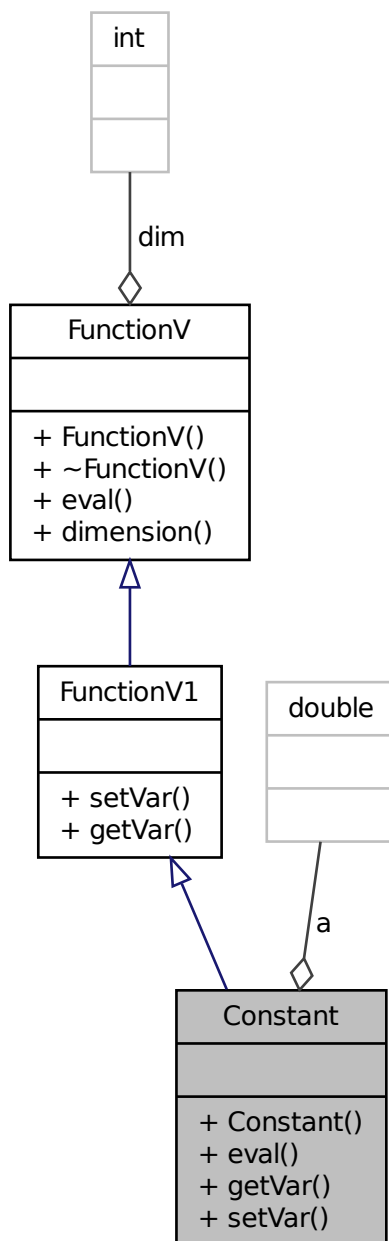 int
dim
FunctionV
+ FunctionV()
+ ~FunctionV()
+ eval()
+ dimension()
FunctionV1
+ setVar()
+ getVar()
double
a
Constant
+ Constant()
+ eval()
+ getVar()
+ setVar()